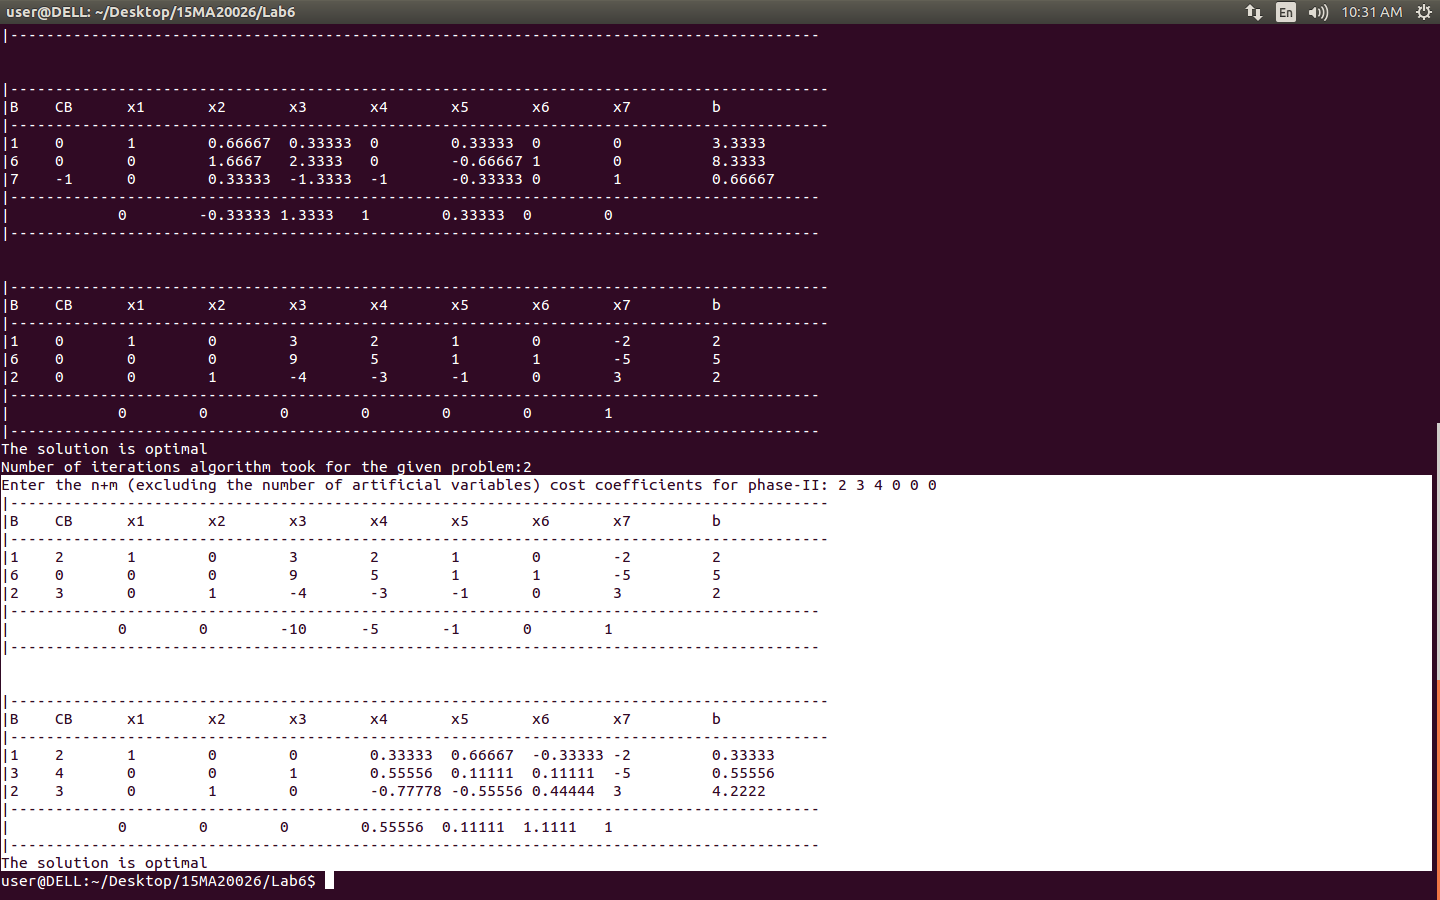 user@DELL: ~/Desktop/15MA20026/Lab6 En 10:31 AM
|------------------------------------------------------------------------------------------
|-------------------------------------------------------------------------------------------
|B CB x1 x2 x3 x4 x5 x6 x7 b
|-------------------------------------------------------------------------------------------
|1 0 1 0.66667 0.33333 0 0.33333 0 0 3.3333
|6 0 0 1.6667 2.3333 0 -0.66667 1 0 8.3333
|7 -1 0 0.33333 -1.3333 -1 -0.33333 0 1 0.66667
|------------------------------------------------------------------------------------------
| 0 -0.33333 1.3333 1 0.33333 0 0
|------------------------------------------------------------------------------------------
|-------------------------------------------------------------------------------------------
|B CB x1 x2 x3 x4 x5 x6 x7 b
|-------------------------------------------------------------------------------------------
|1 0 1 0 3 2 1 0 -2 2
|6 0 0 0 9 5 1 1 -5 5
|2 0 0 1 -4 -3 -1 0 3 2
|------------------------------------------------------------------------------------------
| 0 0 0 0 0 0 1
|------------------------------------------------------------------------------------------
The solution is optimal
Number of iterations algorithm took for the given problem:2
Enter the n+m (excluding the number of artificial variables) cost coefficients for phase-II: 2 3 4 0 0 0
|-------------------------------------------------------------------------------------------
|B CB x1 x2 x3 x4 x5 x6 x7 b
|-------------------------------------------------------------------------------------------
|1 2 1 0 3 2 1 0 -2 2
|6 0 0 0 9 5 1 1 -5 5
|2 3 0 1 -4 -3 -1 0 3 2
|------------------------------------------------------------------------------------------
| 0 0 -10 -5 -1 0 1
|------------------------------------------------------------------------------------------
|-------------------------------------------------------------------------------------------
|B CB x1 x2 x3 x4 x5 x6 x7 b
|-------------------------------------------------------------------------------------------
|1 2 1 0 0 0.33333 0.66667 -0.33333 -2 0.33333
|3 4 0 0 1 0.55556 0.11111 0.11111 -5 0.55556
|2 3 0 1 0 -0.77778 -0.55556 0.44444 3 4.2222
|------------------------------------------------------------------------------------------
| 0 0 0 0.55556 0.11111 1.1111 1
|------------------------------------------------------------------------------------------
The solution is optimal
user@DELL:~/Desktop/15MA20026/Lab6$